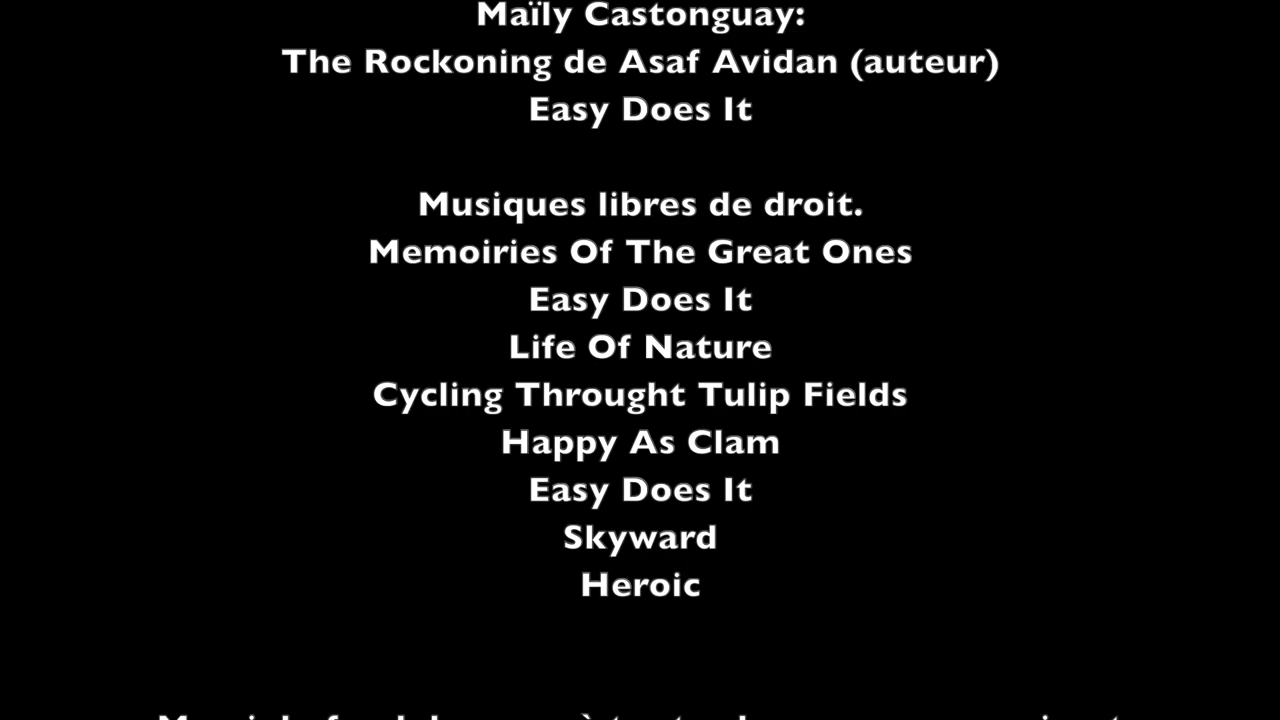 Maïly Castonguay:
The Rockoning de Asaf Avidan (auteur)
Easy Does It
Musiques libres de droit.
Memoiries Of The Great Ones
Easy Does It
Life Of Nature
Cycling Throught Tulip Fields
Happy As Clam
Easy Does It
Skyward
Heroic